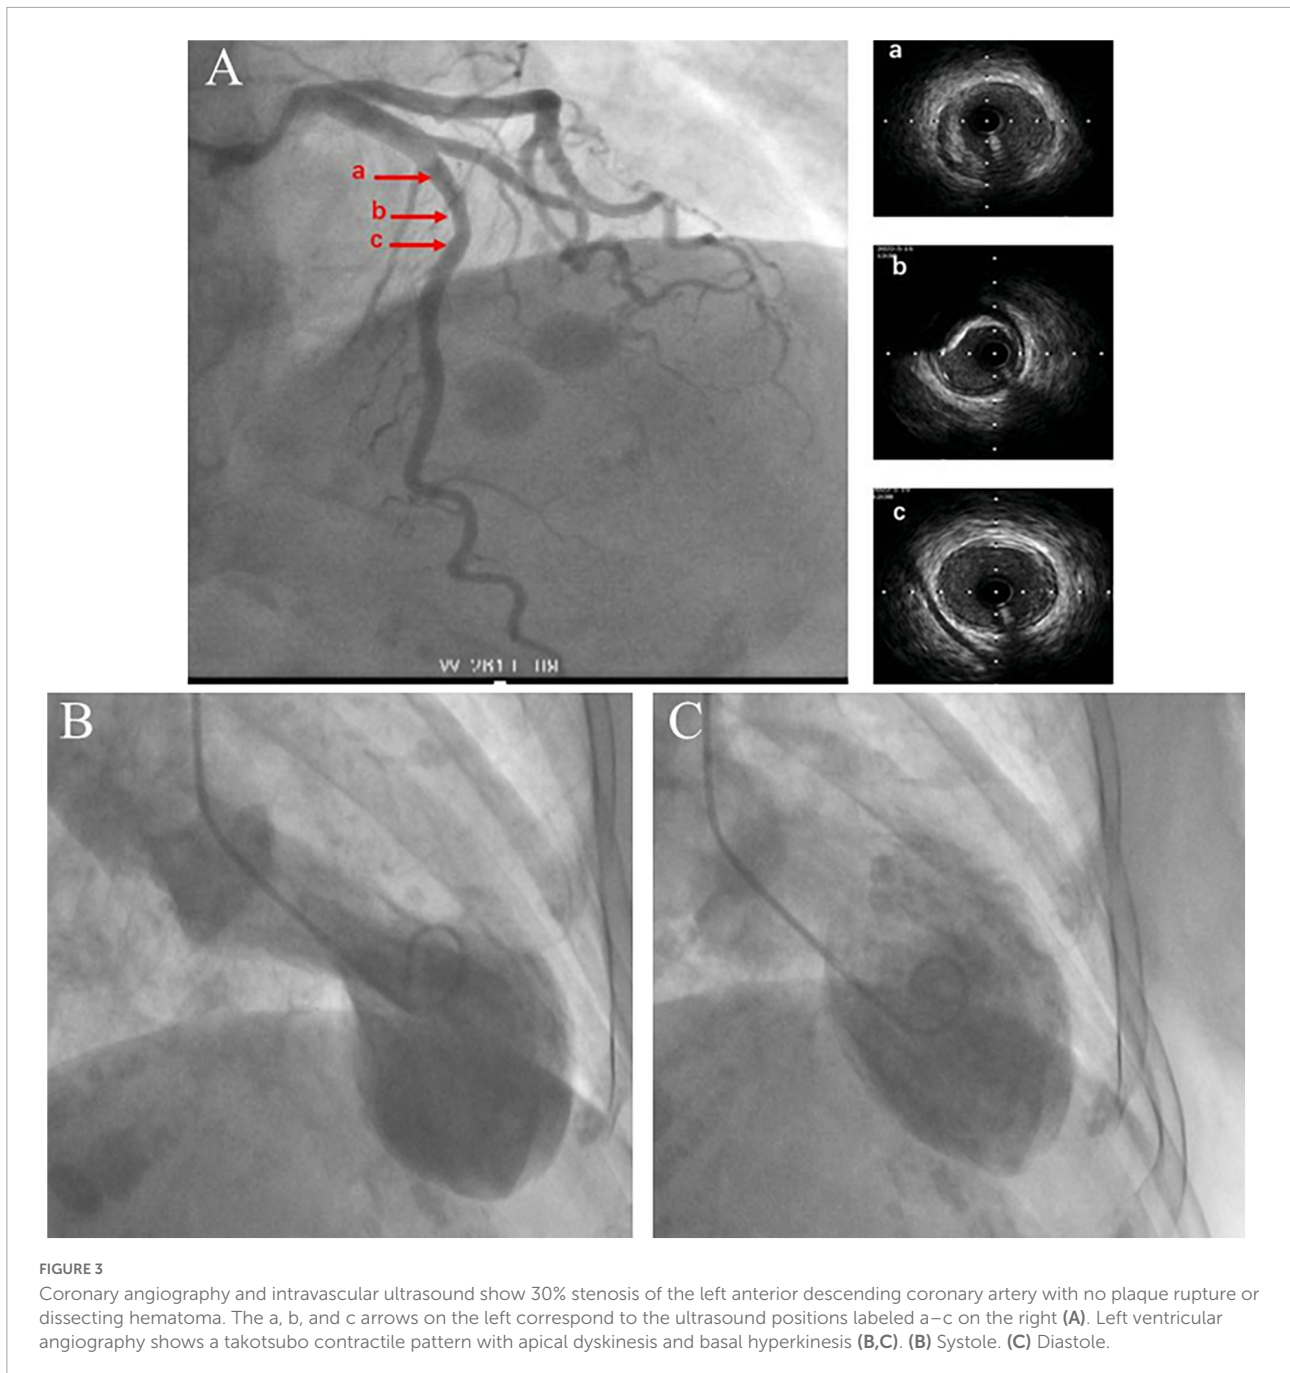 A
a
b
c
a
b
c
B
C
FIGURE 3
Coronary angiography and intravascular ultrasound show 30% stenosis of the left anterior descending coronary artery with no plaque rupture or
dissecting hematoma. The a, b, and c arrows on the left correspond to the ultrasound positions labeled a–c on the right (A). Left ventricular
angiography shows a takotsubo contractile pattern with apical dyskinesis and basal hyperkinesis (B,C). (B) Systole. (C) Diastole.